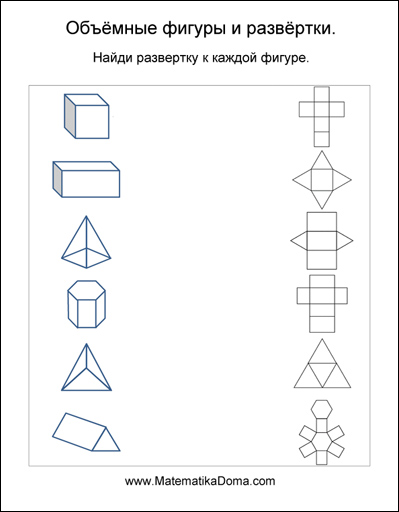 Объёмные фигуры и развёртки.
Найди развертку к каждой фигуре.
www.MatematikaDoma.com